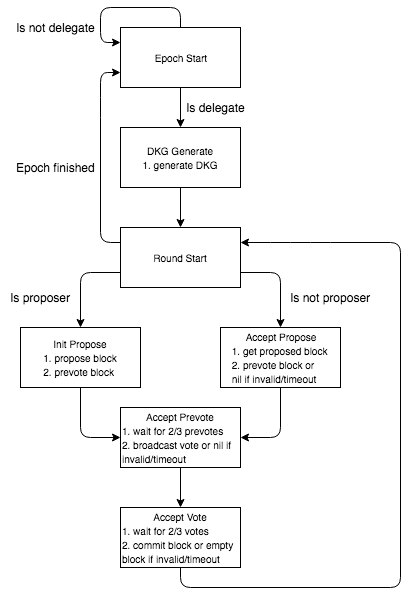 Is not delegate
Epoch Start
Is delegate
DKG Generate
1. generate DKG
Epoch finished
Round Start
Is proposer
Is not proposer
Init Propose
1. propose block
2. prevote block
Accept Propose
1. get proposed block
2. prevote block or
nil if invalid/timeout
Accept Prevote
1. wait for 2/3 prevotes
2. broadcast vote or nil if
invalid/timeout
Accept Vote
1. wait for 2/3 votes
2. commit block or empty
block if invalid/timeout